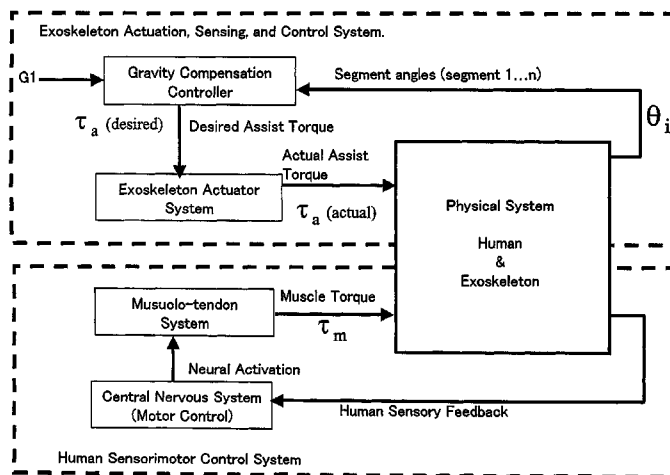 Exoskeleton Actuation, Sensing, and Control System.
G1
Gravity Compensation
Controller
Segment angles (segment 1...n)
θi
τa (desired)
Desired Assist Torque
Actual Assist
Torque
Exoskeleton Actuator
System
τa (actual)
Physical System
Human
&
Exoskeleton
Musuolo-tendon
System
Muscle Torque
τm
Neural Activation
Central Nervous System
(Motor Control)
Human Sensory Feedback
Human Sensorimotor Control System